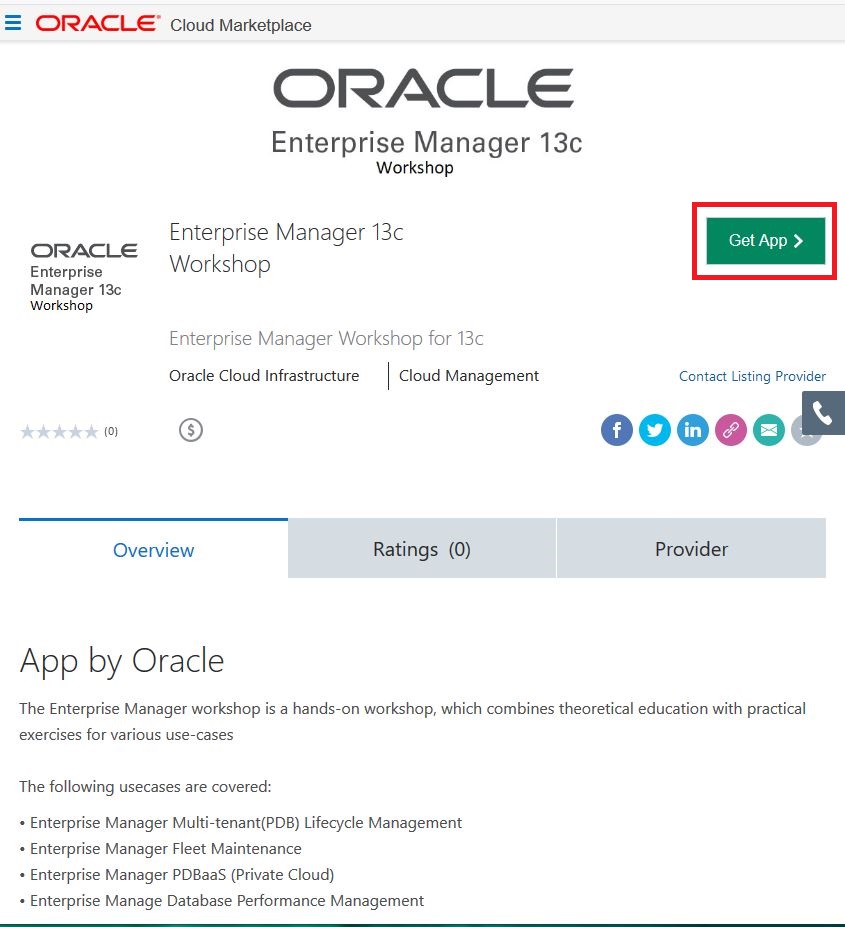 ORACLE® Cloud Marketplace
ORACLE
Enterprise Manager 13c
Workshop
ORACLE
Enterprise
Manager 13c
Workshop
Enterprise Manager 13c
Workshop
Get App
Enterprise Manager Workshop for 13c
Oracle Cloud Infrastructure | Cloud Management
Contact Listing Provider
(0)
$
f
in
Overview
Ratings (0)
Provider
App by Oracle
The Enterprise Manager workshop is a hands-on workshop, which combines theoretical education with practical
exercises for various use-cases
The following usecases are covered:
• Enterprise Manager Multi-tenant(PDB) Lifecycle Management
• Enterprise Manager Fleet Maintenance
• Enterprise Manager PDBaaS (Private Cloud)
• Enterprise Manage Database Performance Management